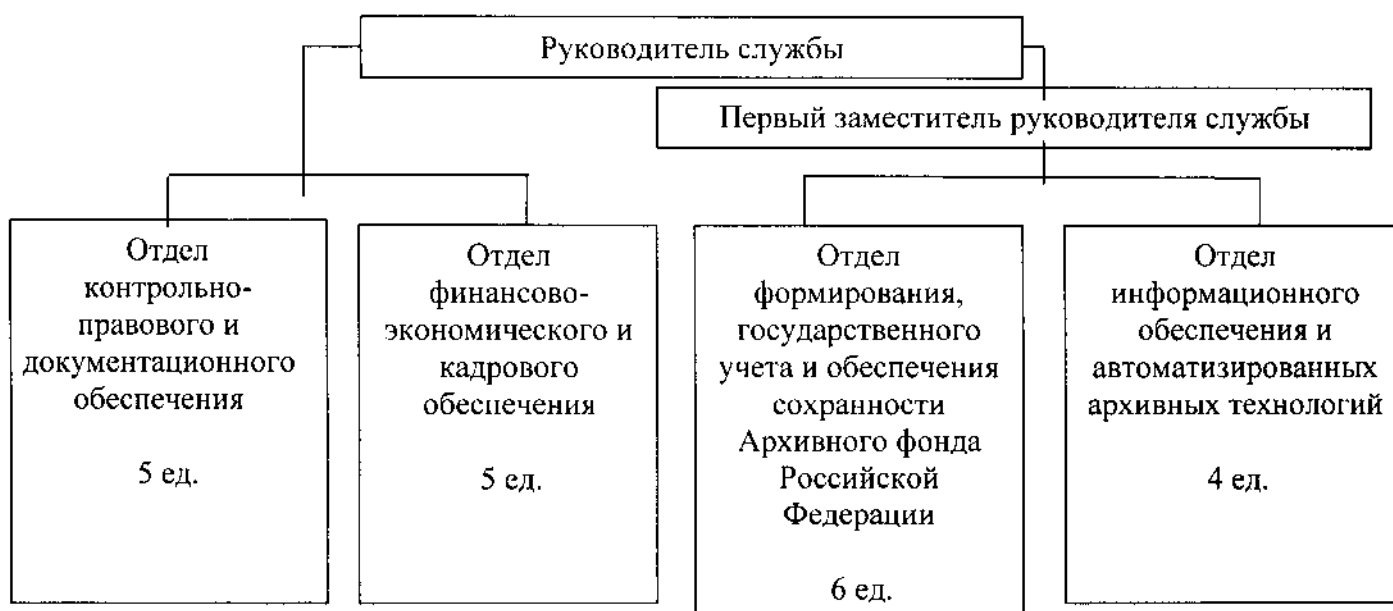 Руководитель службы
Первый заместитель руководителя службы
Отдел
контрольно-
правового и
документационного
обеспечения
5 ед.
Отдел
финансово-
экономического и
кадрового
обеспечения
5 ед.
Отдел
формирования,
государственного
учета и обеспечения
сохранности
Архивного фонда
Российской
Федерации
6 ед.
Отдел
информационного
обеспечения и
автоматизированных
архивных технологий
4 ед.